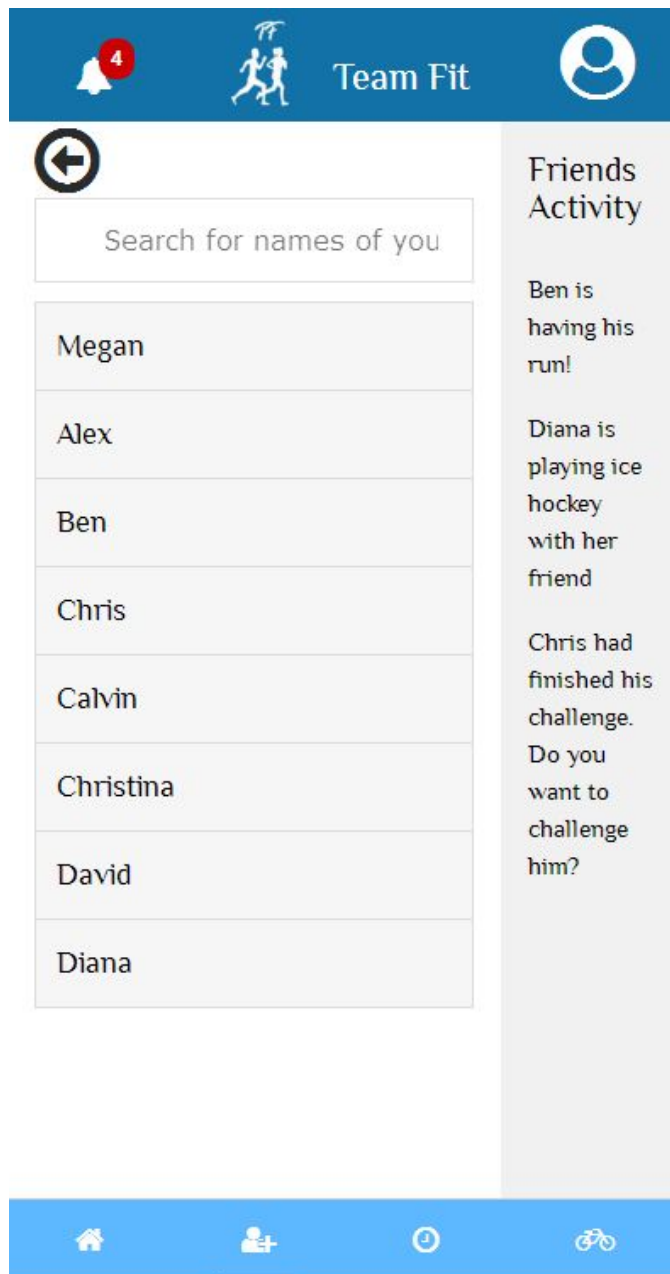 4
TF
Team Fit
Search for names of you
Megan
Alex
Ben
Chris
Calvin
Christina
David
Diana
Friends
Activity
Ben is
having his
run!
Diana is
playing ice
hockey
with her
friend
Chris had
finished his
challenge.
Do you
want to
challenge
him?